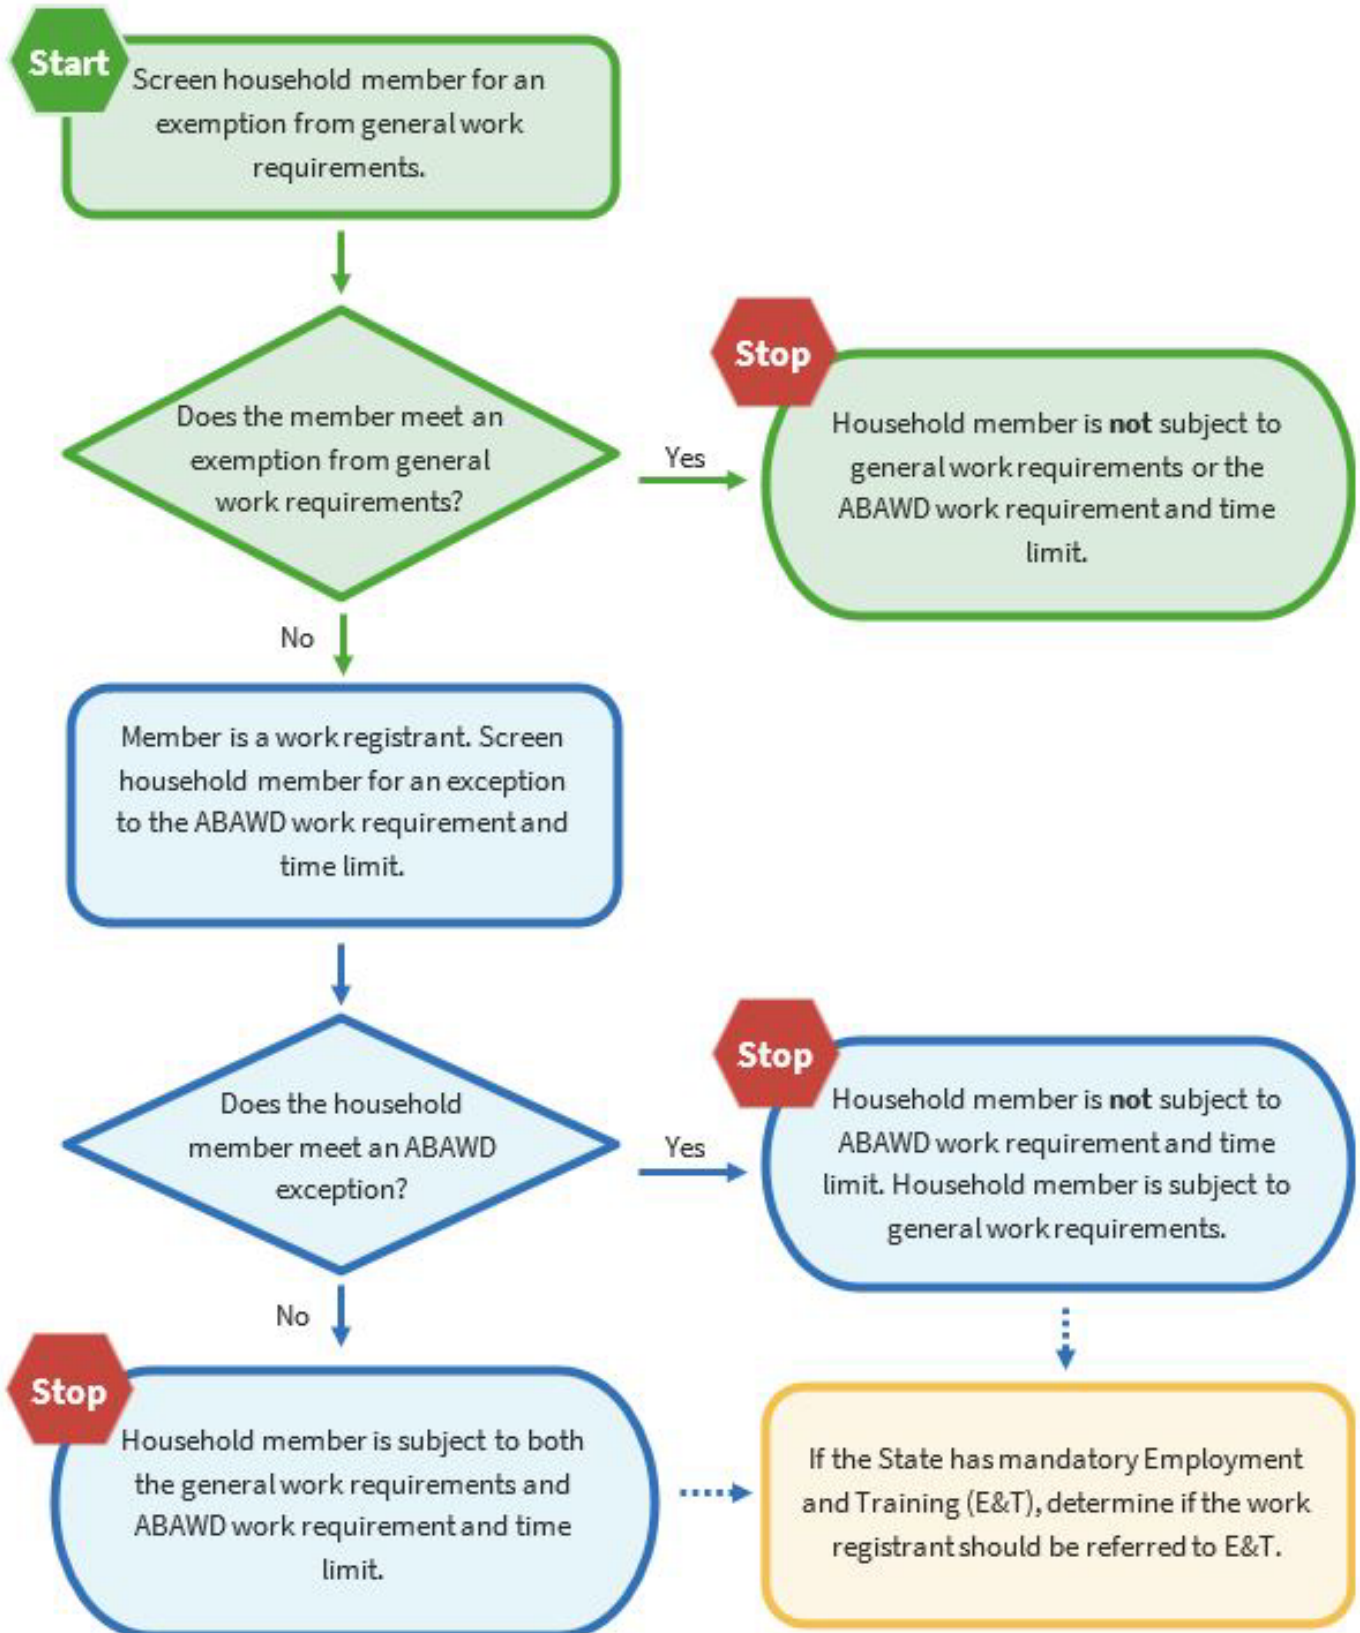 Start
Screen household member for an
exemption from general work
requirements.
Does the member meet an
exemption from general
work requirements?
Yes
Stop
Household member is not subject to
general work requirements or the
ABAWD work requirement and time
limit.
No
Member is a work registrant. Screen
household member for an exception
to the ABAWD work requirement and
time limit.
Does the household
member meet an ABAWD
exception?
Yes
Stop
Household member is not subject to
ABAWD work requirement and time
limit. Household member is subject to
general work requirements.
No
Stop
Household member is subject to both
the general work requirements and
ABAWD work requirement and time
limit.
If the State has mandatory Employment
and Training (E&T), determine if the work
registrant should be referred to E&T.